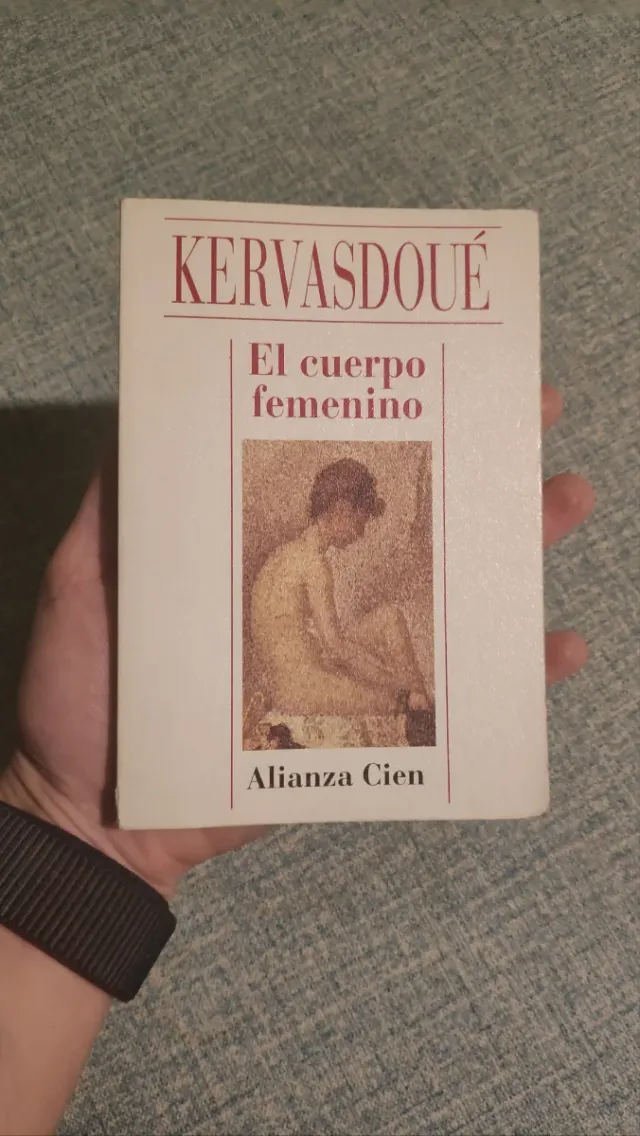 KERVASDOUÉ
El cuerpo
femenino
Alianza Cien